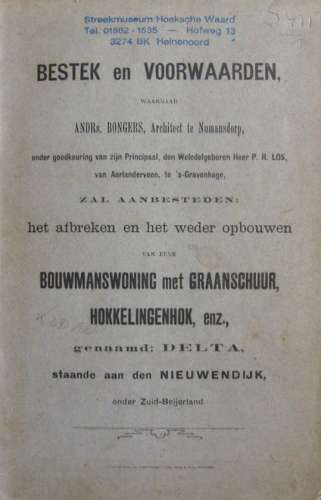 Streekmuseum Hoeksche Waard
Tel. 01862 - 1535 — Hofweg 13
3274 BK Heinenoord
BESTEK en VOORWAARDEN,
WAARNAAR
ANDRs. BONGERS, Architect te Numansdorp,
onder goedkeuring van zijn Principaal, den Weledelgeboren Heer P. R. LOS,
van Aarlanderveen, te 's-Gravenhage,
ZAL AANBESTEDEN:
het afbreken en het weder opbouwen
VAN EENE
BOUWMANSWONING met GRAANSCHUUR,
HOKKELINGENHOK, enz.,
genaamd: DELTA,
staande aan den NIEUWENDIJK,
onder Zuid-Beijerland.